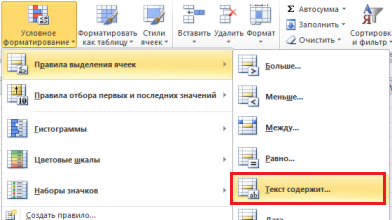 Условное форматирование
Форматировать как таблицу
Стили ячеек
Вставить
Удалить
Формат
Автосумма
Заполнить
Очистить
Сортировка и фильтр
Правила выделения ячеек
Правила отбора первых и последних значений
Гистограммы
Цветовые шкалы
Наборы значков
Создать правило...
Больше...
Меньше...
Между...
Равно...
Текст содержит...
Дата